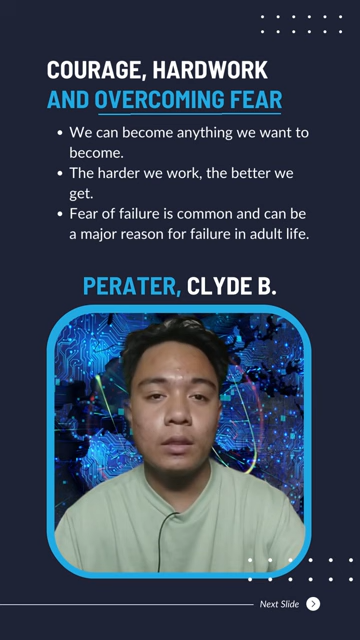 COURAGE, HARDWORK
AND OVERCOMING FEAR
• We can become anything we want to
become.
• The harder we work, the better we
get.
• Fear of failure is common and can be
a major reason for failure in adult life.
PERATER, CLYDE B.
Next Slide